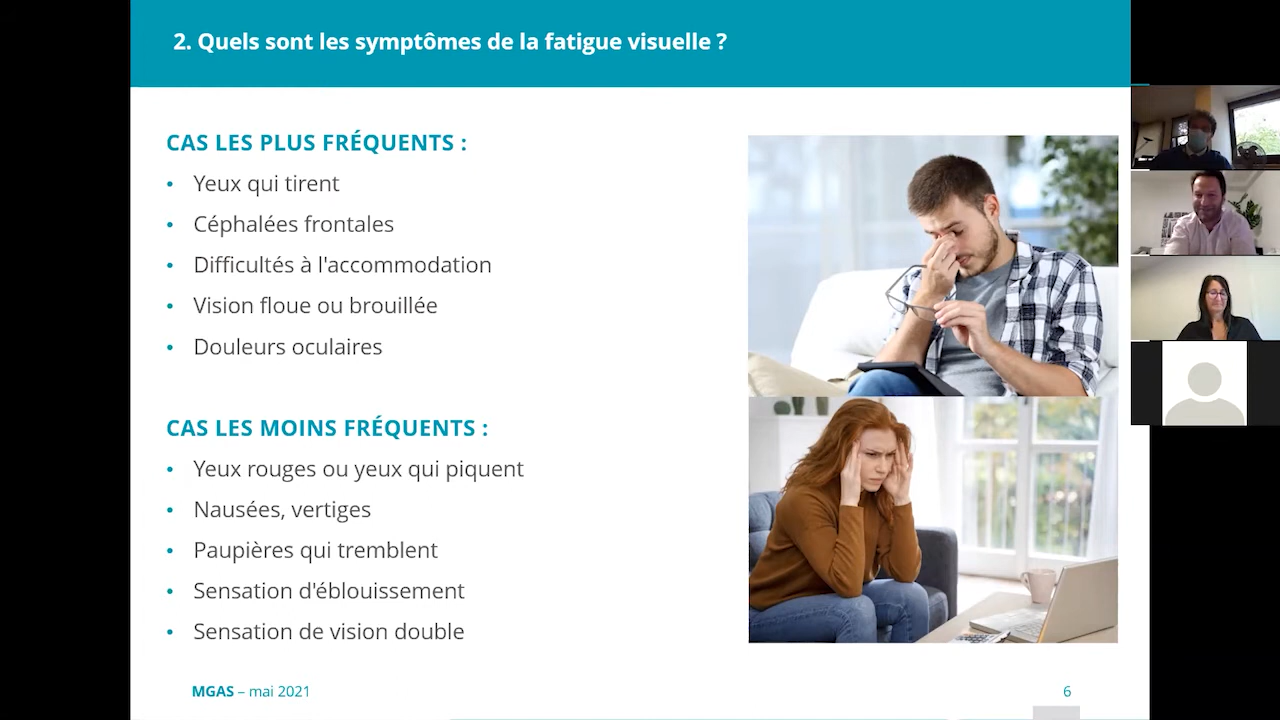 2. Quels sont les symptômes de la fatigue visuelle ?
CAS LES PLUS FRÉQUENTS :
• Yeux qui tirent
• Céphalées frontales
• Difficultés à l'accommodation
• Vision floue ou brouillée
• Douleurs oculaires
CAS LES MOINS FRÉQUENTS :
• Yeux rouges ou yeux qui piquent
• Nausées, vertiges
• Paupières qui tremblent
• Sensation d'éblouissement
• Sensation de vision double
MGAS – mai 2021
6